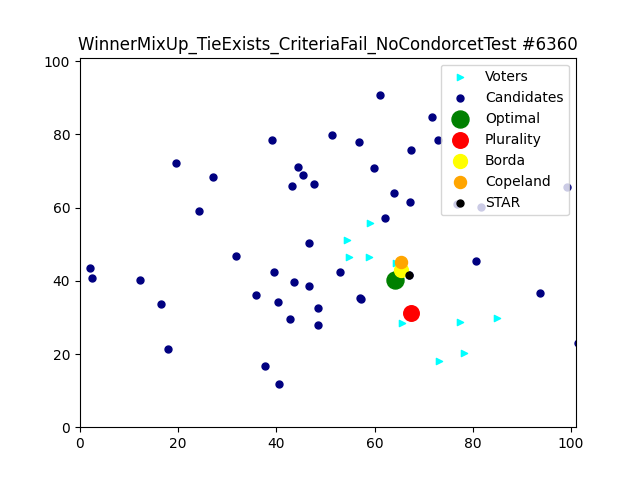 WinnerMixUp_TieExists_CriteriaFail_NoCondorcetTest #6360
100
80
60
40
20
0
0 20 40 60 80 100
Voters
Candidates
Optimal
Plurality
Borda
Copeland
STAR